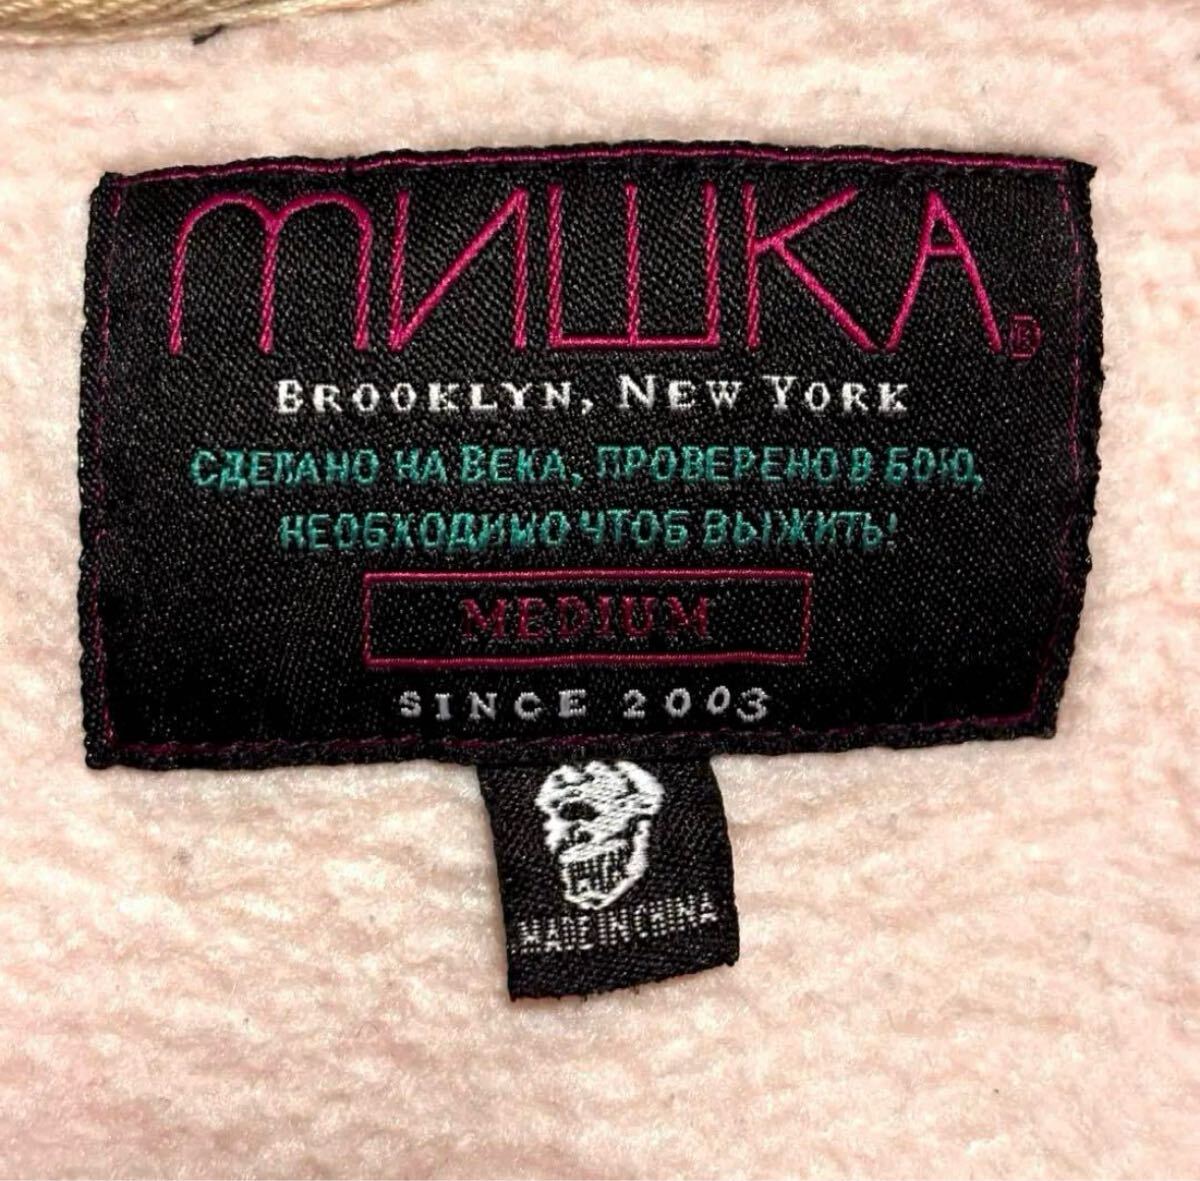 МИШКА®
BROOKLYN, NEW YORK
СДЕЛАНО НА ВЕКА, ПРОВЕРЕНО В БОЮ,
НЕОБХОДИМО ЧТОБ ВЫЖИТЬ!
MEDIUM
SINCE 2003
MADE IN CHINA